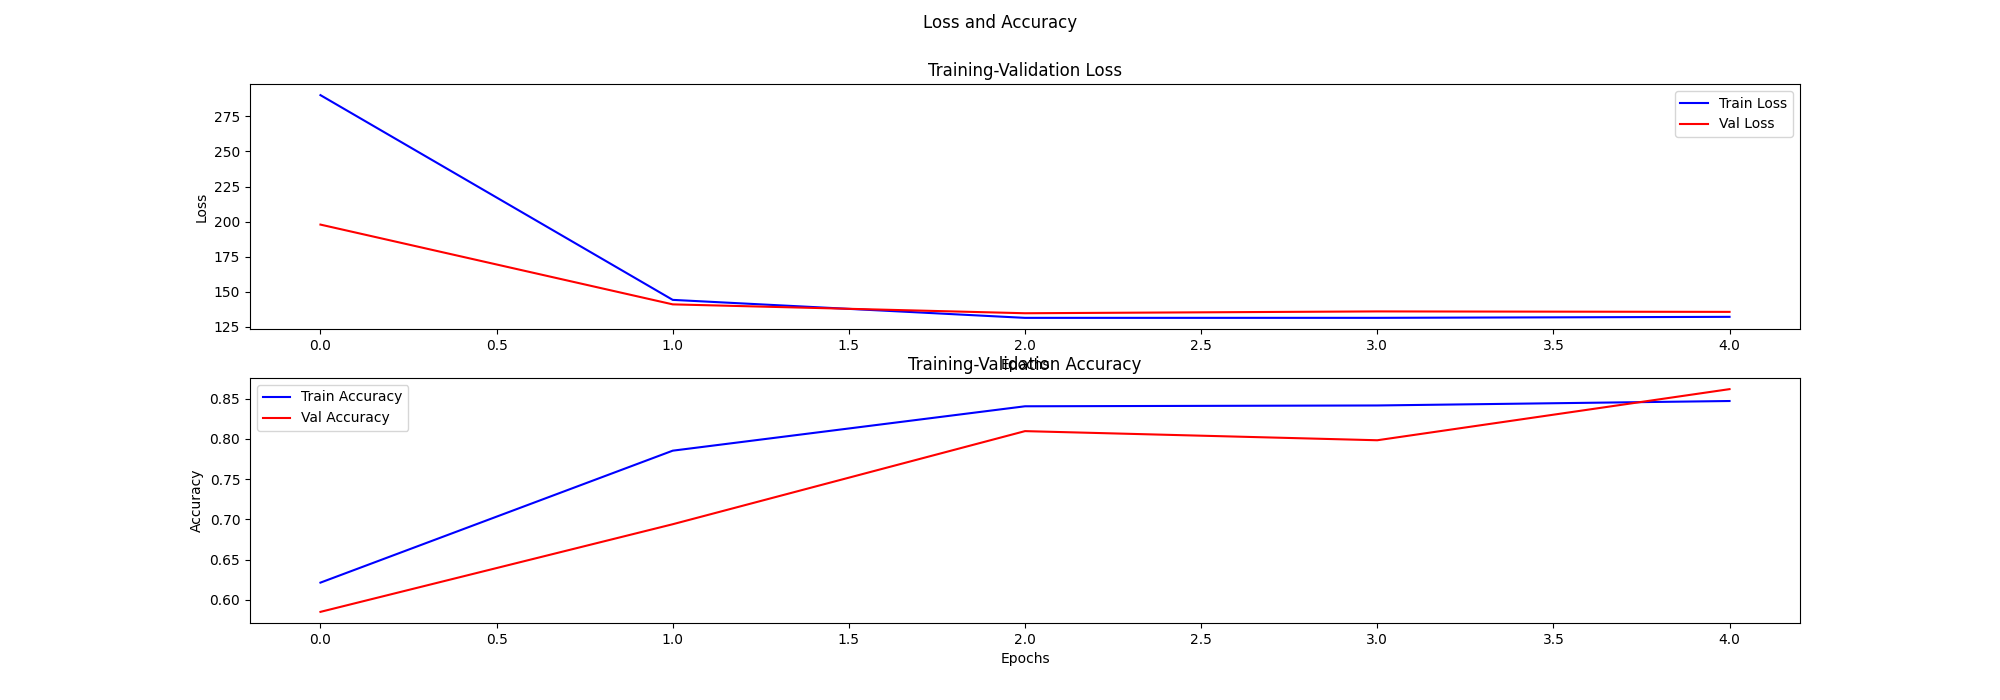 Loss and Accuracy
Training-Validation Loss
275
250
225
200
175
150
125
Loss
Train Loss
Val Loss
0.0 0.5 1.0 1.5 2.0 2.5 3.0 3.5 4.0
Epochs
Training-Validation Accuracy
0.85
0.80
0.75
0.70
0.65
0.60
Accuracy
Train Accuracy
Val Accuracy
0.0 0.5 1.0 1.5 2.0 2.5 3.0 3.5 4.0
Epochs